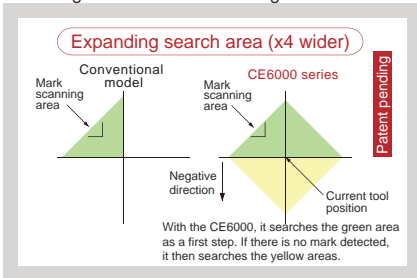 Expanding search area (x4 wider)
Conventional
model
Mark
scanning
area
CE6000 series
Mark
scanning
area
Patent pending
Negative
direction
Current tool
position
With the CE6000, it searches the green area
as a first step. If there is no mark detected,
it then searches the yellow areas.